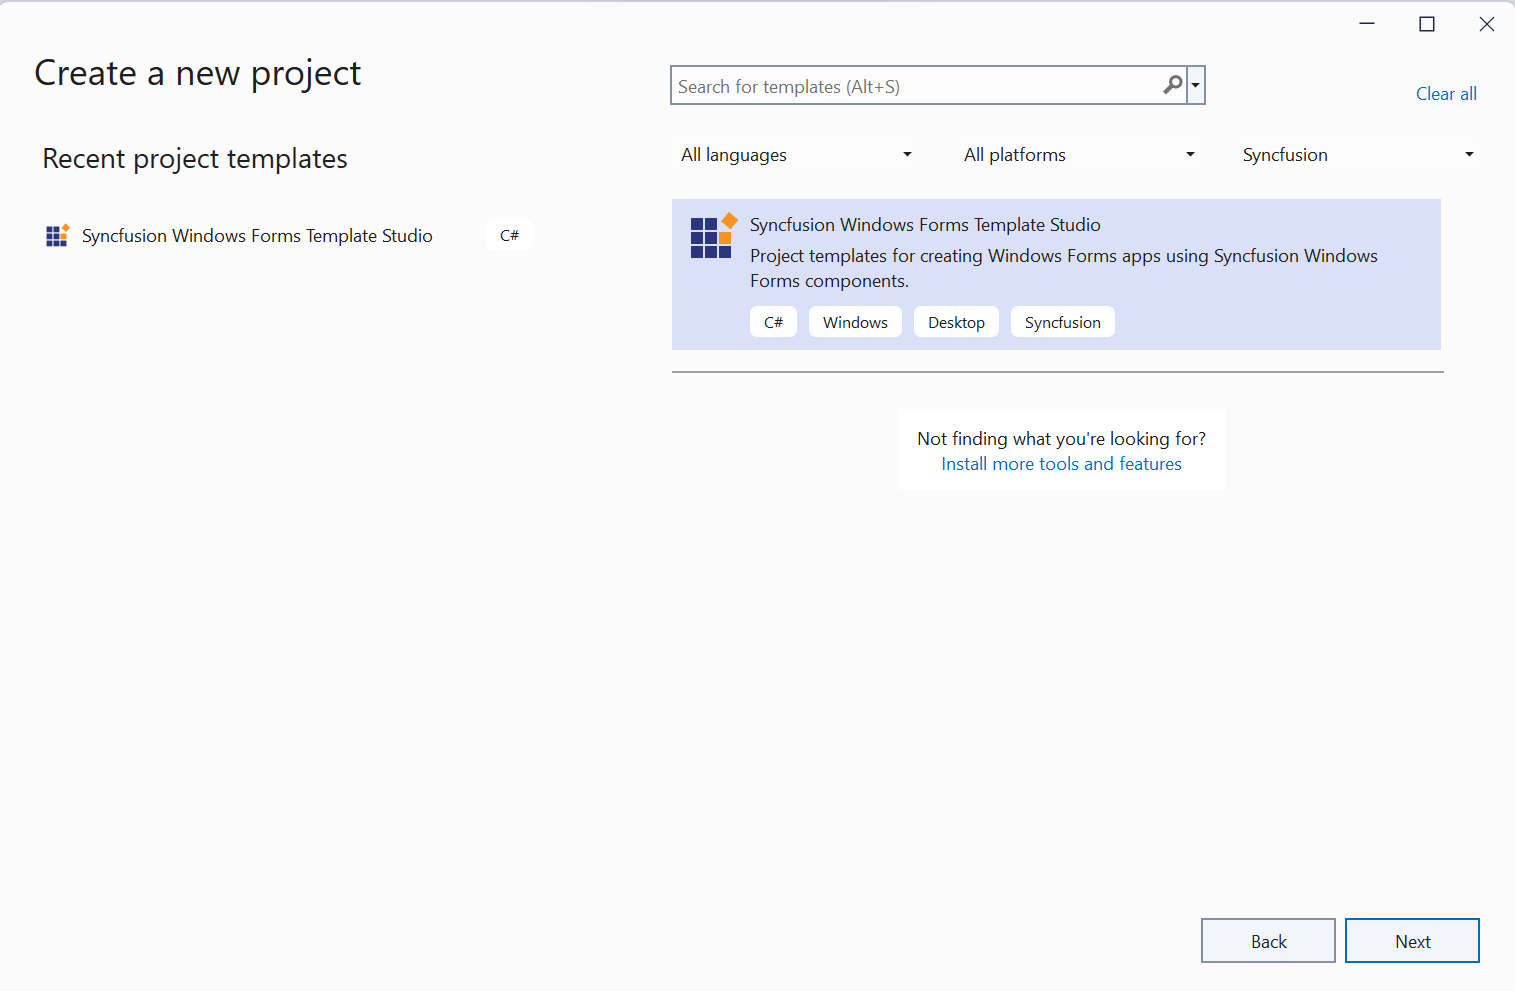 Create a new project
Search for templates (Alt+S)
Clear all
Recent project templates
All languages
All platforms
Syncfusion
Syncfusion Windows Forms Template Studio
C#
Syncfusion Windows Forms Template Studio
Project templates for creating Windows Forms apps using Syncfusion Windows
Forms components.
C#
Windows
Desktop
Syncfusion
Not finding what you're looking for?
Install more tools and features
Back
Next